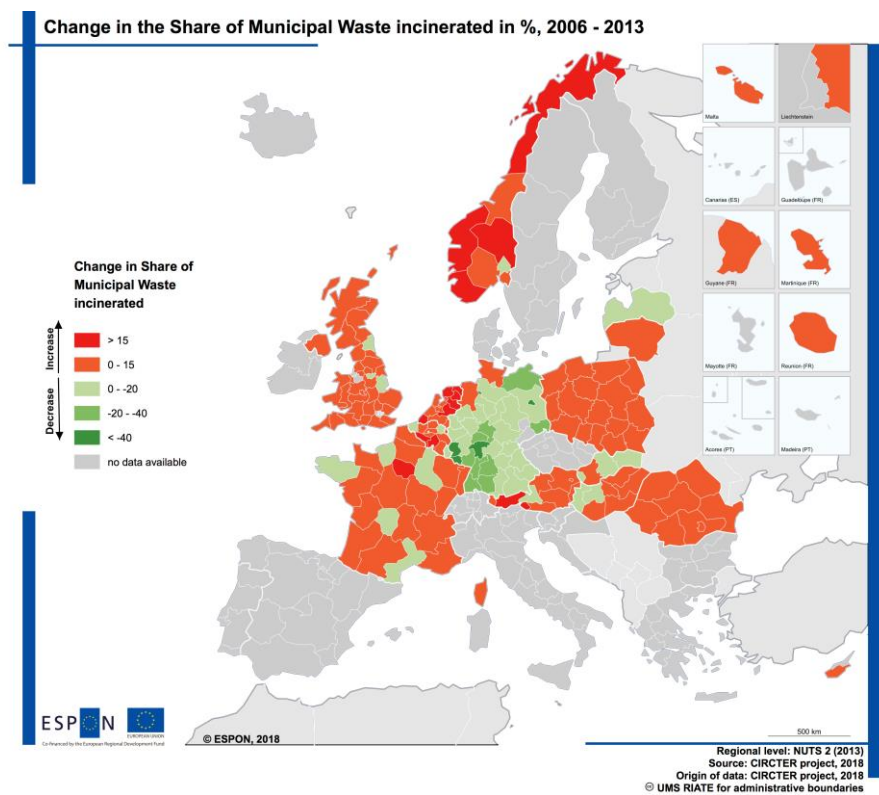 Change in the Share of Municipal Waste incinerated in %, 2006 - 2013
Malta
Liechtenstein
Canarias (ES)
Guadeloupe (FR)
Guyane (FR)
Martinique (FR)
Mayotte (FR)
Reunion (FR)
Acores (PT)
Madeira (PT)
Change in Share of
Municipal Waste
incinerated
Increase
Decrease
> 15
0 - 15
0 - -20
-20 - -40
< -40
no data available
ESPON
EUROPEAN UNION
Co-financed by the European Regional Development Fund
© ESPON, 2018
500 km
Regional level: NUTS 2 (2013)
Source: CIRCTER project, 2018
Origin of data: CIRCTER project, 2018
© UMS RIATE for administrative boundaries